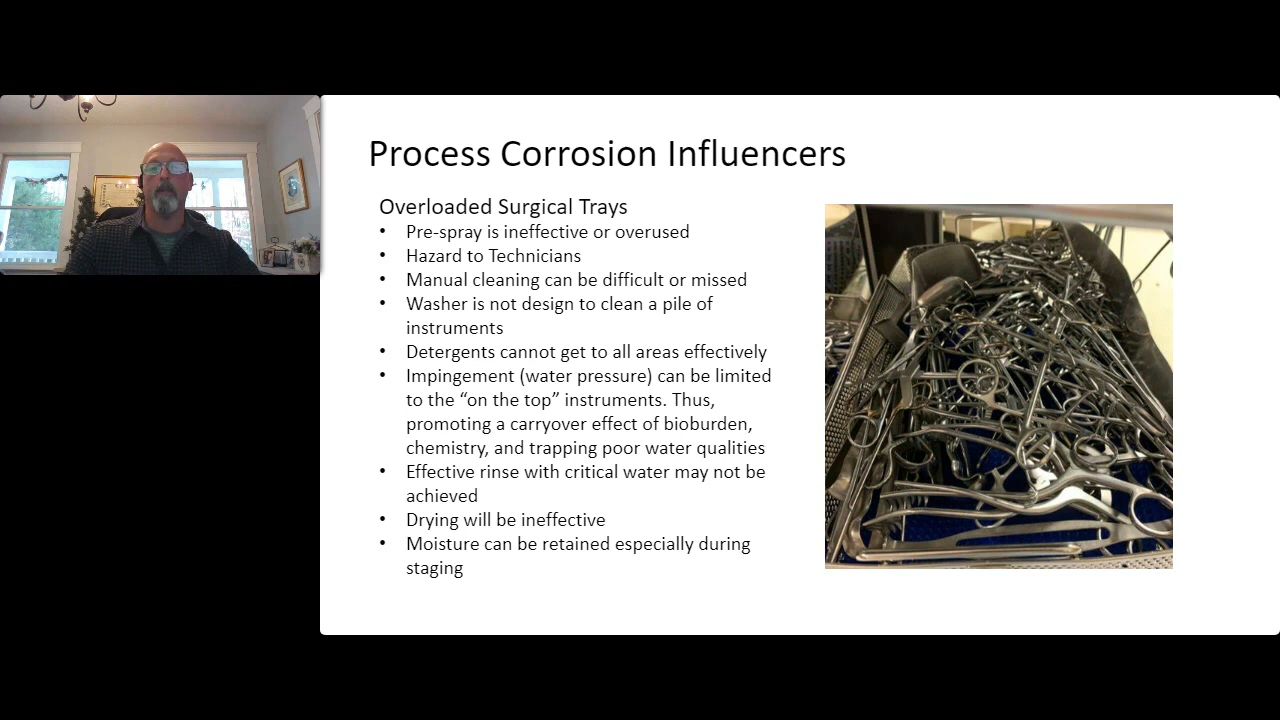 Process Corrosion Influencers
Overloaded Surgical Trays
• Pre-spray is ineffective or overused
• Hazard to Technicians
• Manual cleaning can be difficult or missed
• Washer is not design to clean a pile of
instruments
• Detergents cannot get to all areas effectively
• Impingement (water pressure) can be limited
to the “on the top” instruments. Thus,
promoting a carryover effect of bioburden,
chemistry, and trapping poor water qualities
• Effective rinse with critical water may not be
achieved
• Drying will be ineffective
• Moisture can be retained especially during
staging